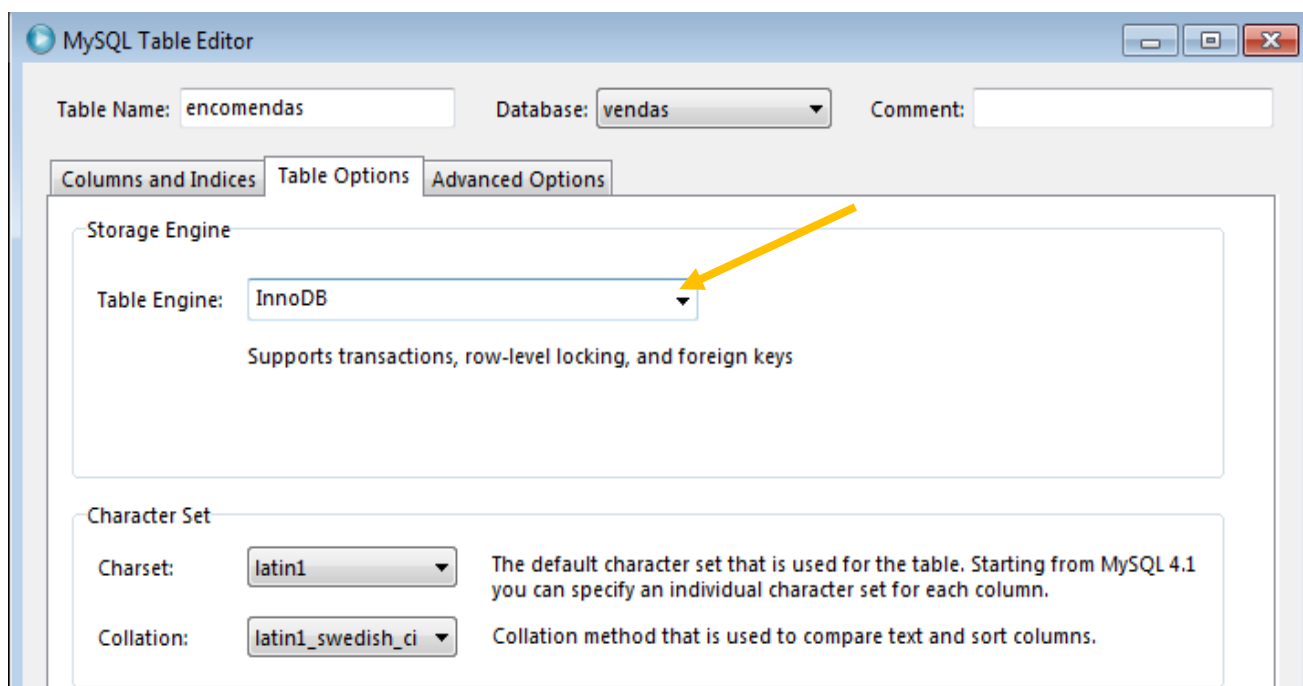 MySQL Table Editor
Table Name: encomendas Database: vendas Comment:
Columns and Indices Table Options Advanced Options
Storage Engine
Table Engine: InnoDB
Supports transactions, row-level locking, and foreign keys
Character Set
Charset: latin1 The default character set that is used for the table. Starting from MySQL 4.1
you can specify an individual character set for each column.
Collation: latin1_swedish_ci Collation method that is used to compare text and sort columns.